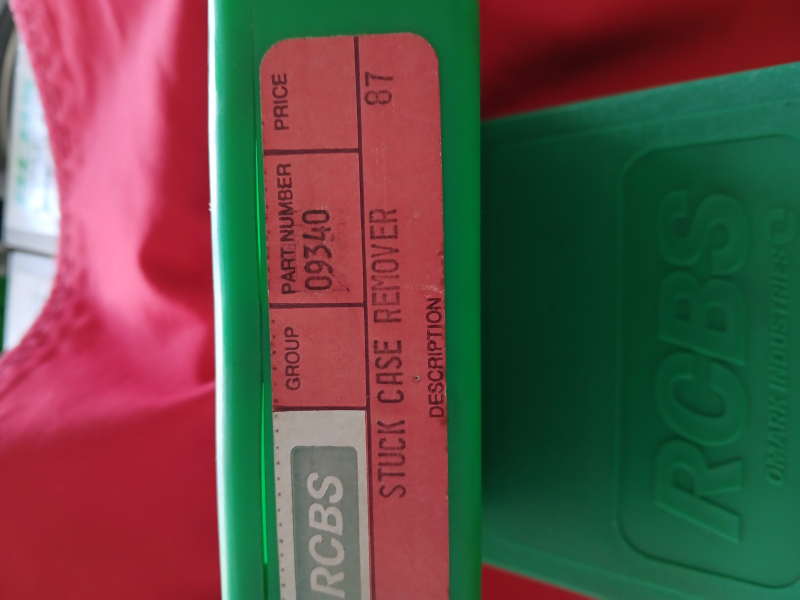 RCBS
GROUP
PART NUMBER
09340
PRICE
STUCK CASE REMOVER 87
DESCRIPTION
RCBS
OMARK INDUSTRIES